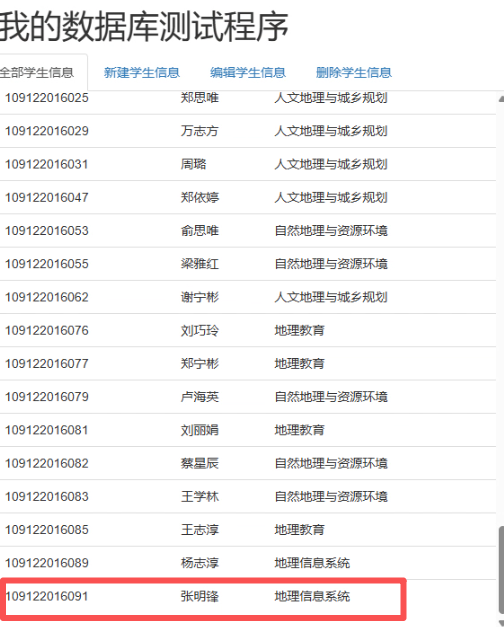 我的数据库测试程序
全部学生信息 新建学生信息 编辑学生信息 删除学生信息
109122016025 郑思唯 人文地理与城乡规划
109122016029 万志方 人文地理与城乡规划
109122016031 周璐 人文地理与城乡规划
109122016047 郑依婷 人文地理与城乡规划
109122016053 俞思唯 自然地理与资源环境
109122016055 梁雅红 自然地理与资源环境
109122016062 谢宁彬 人文地理与城乡规划
109122016076 刘巧玲 地理教育
109122016077 郑宁彬 地理教育
109122016079 卢海英 自然地理与资源环境
109122016081 刘丽娟 地理教育
109122016082 蔡星辰 自然地理与资源环境
109122016083 王学林 自然地理与资源环境
109122016085 王志淳 地理教育
109122016089 杨志淳 地理信息系统
109122016091 张明锋 地理信息系统